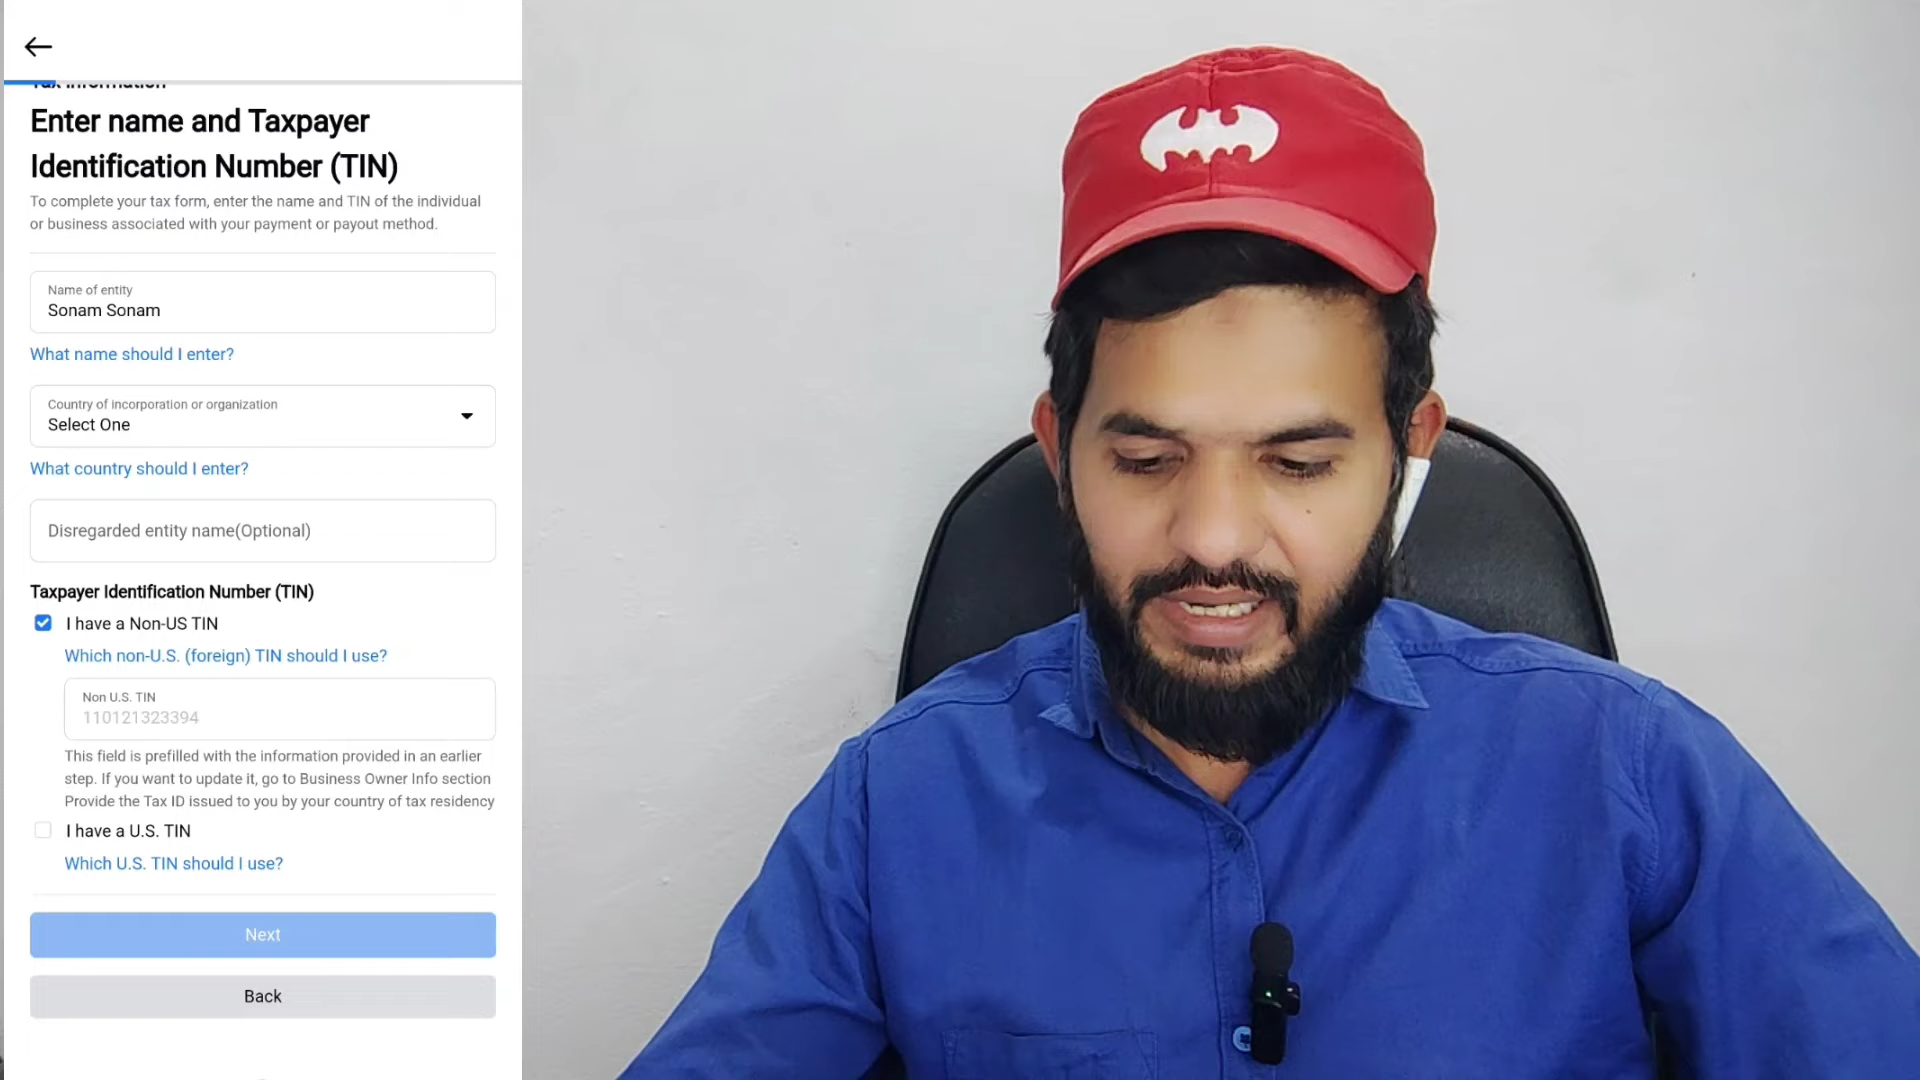 Tax information
Enter name and Taxpayer
Identification Number (TIN)
To complete your tax form, enter the name and TIN of the individual
or business associated with your payment or payout method.
Name of entity
Sonam Sonam
What name should I enter?
Country of incorporation or organization
Select One
What country should I enter?
Disregarded entity name(Optional)
Taxpayer Identification Number (TIN)
I have a Non-US TIN
Which non-U.S. (foreign) TIN should I use?
Non U.S. TIN
110121323394
This field is prefilled with the information provided in an earlier
step. If you want to update it, go to Business Owner Info section
Provide the Tax ID issued to you by your country of tax residency
I have a U.S. TIN
Which U.S. TIN should I use?
Next
Back